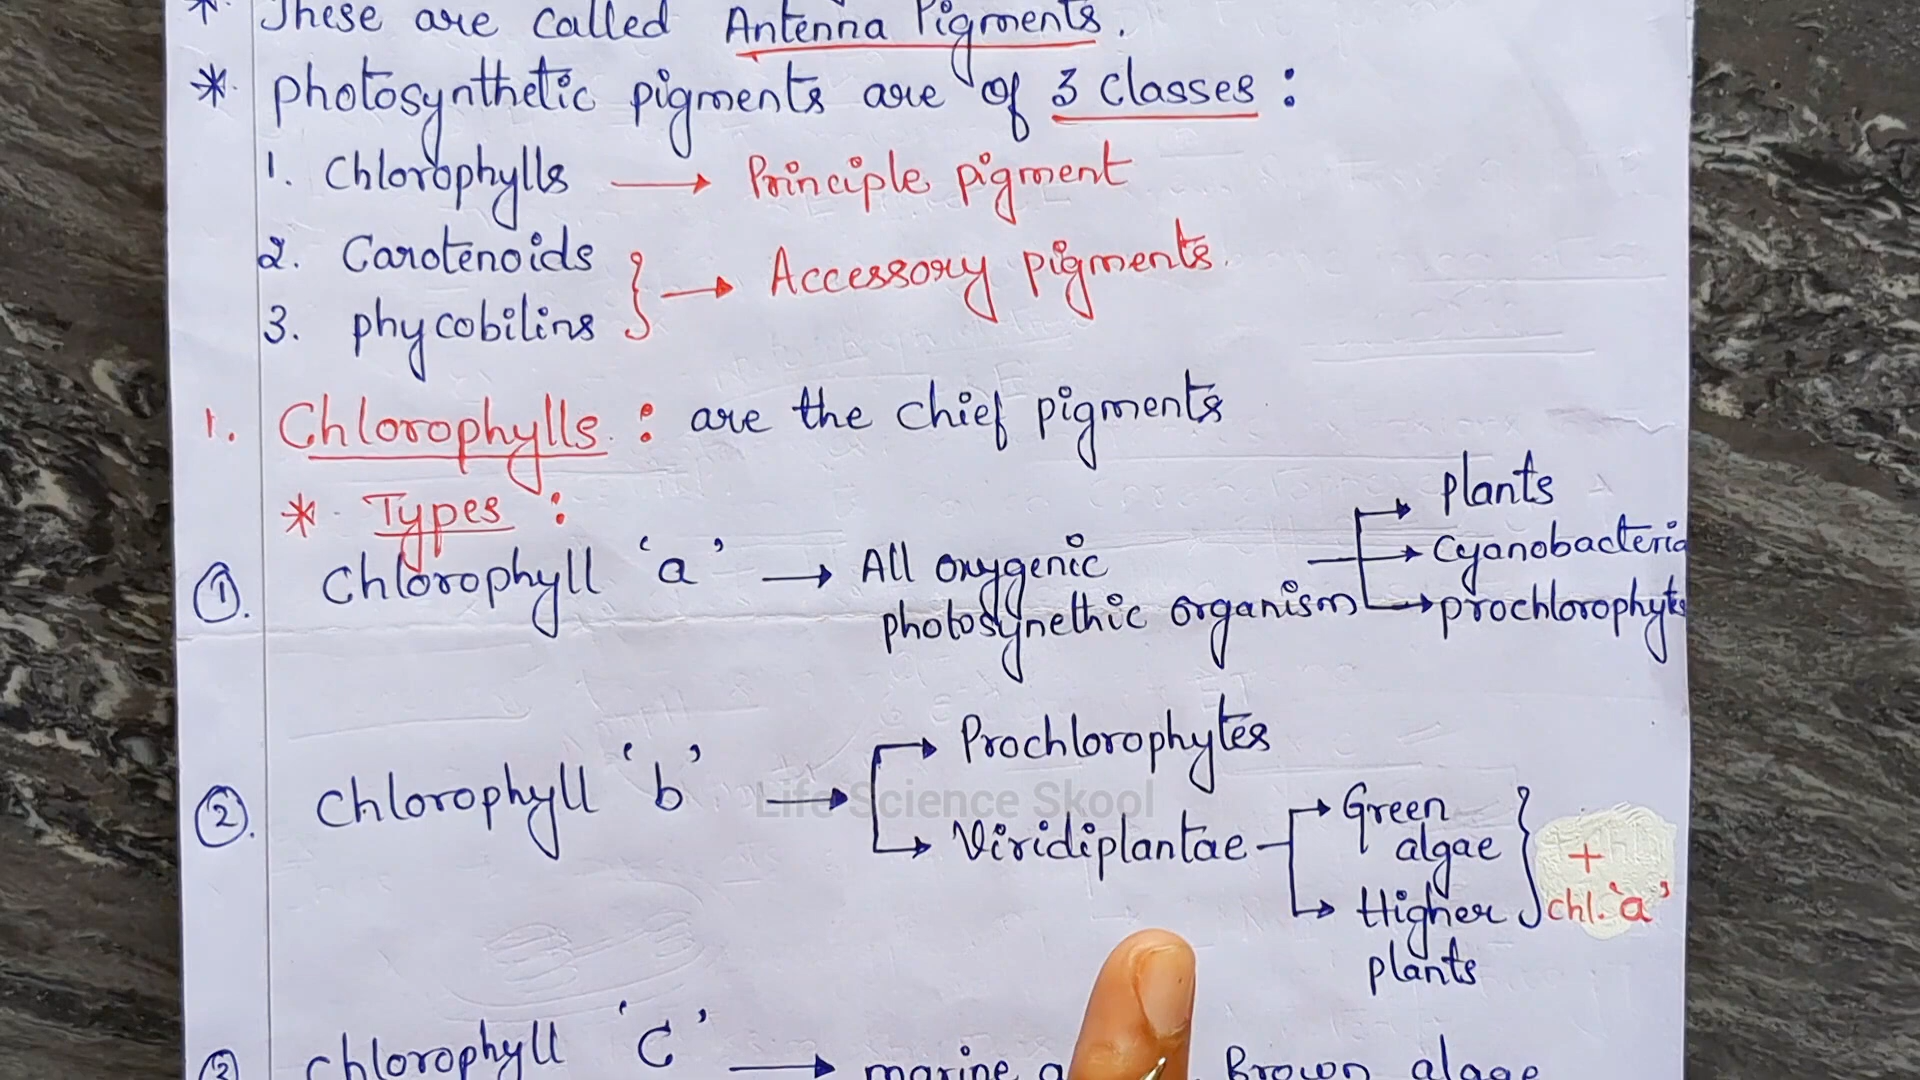 * These are called Antenna Pigments.
* photosynthetic pigments are of 3 classes :
1. Chlorophylls → Principle pigment
2. Carotenoids
3. phycobilins } → Accessory pigments.
1. Chlorophylls : are the chief pigments
* Types :
①. Chlorophyll 'a' → All oxygenic photosynethic organism
→ plants
→ Cyanobacteria
→ prochlorophyte
②. Chlorophyll 'b' → Prochlorophytes
→ Viridiplantae
→ Green algae
→ Higher plants
} + chl. 'a'
Life Science Skool
③ Chlorophyll 'C' → marine Brown algae